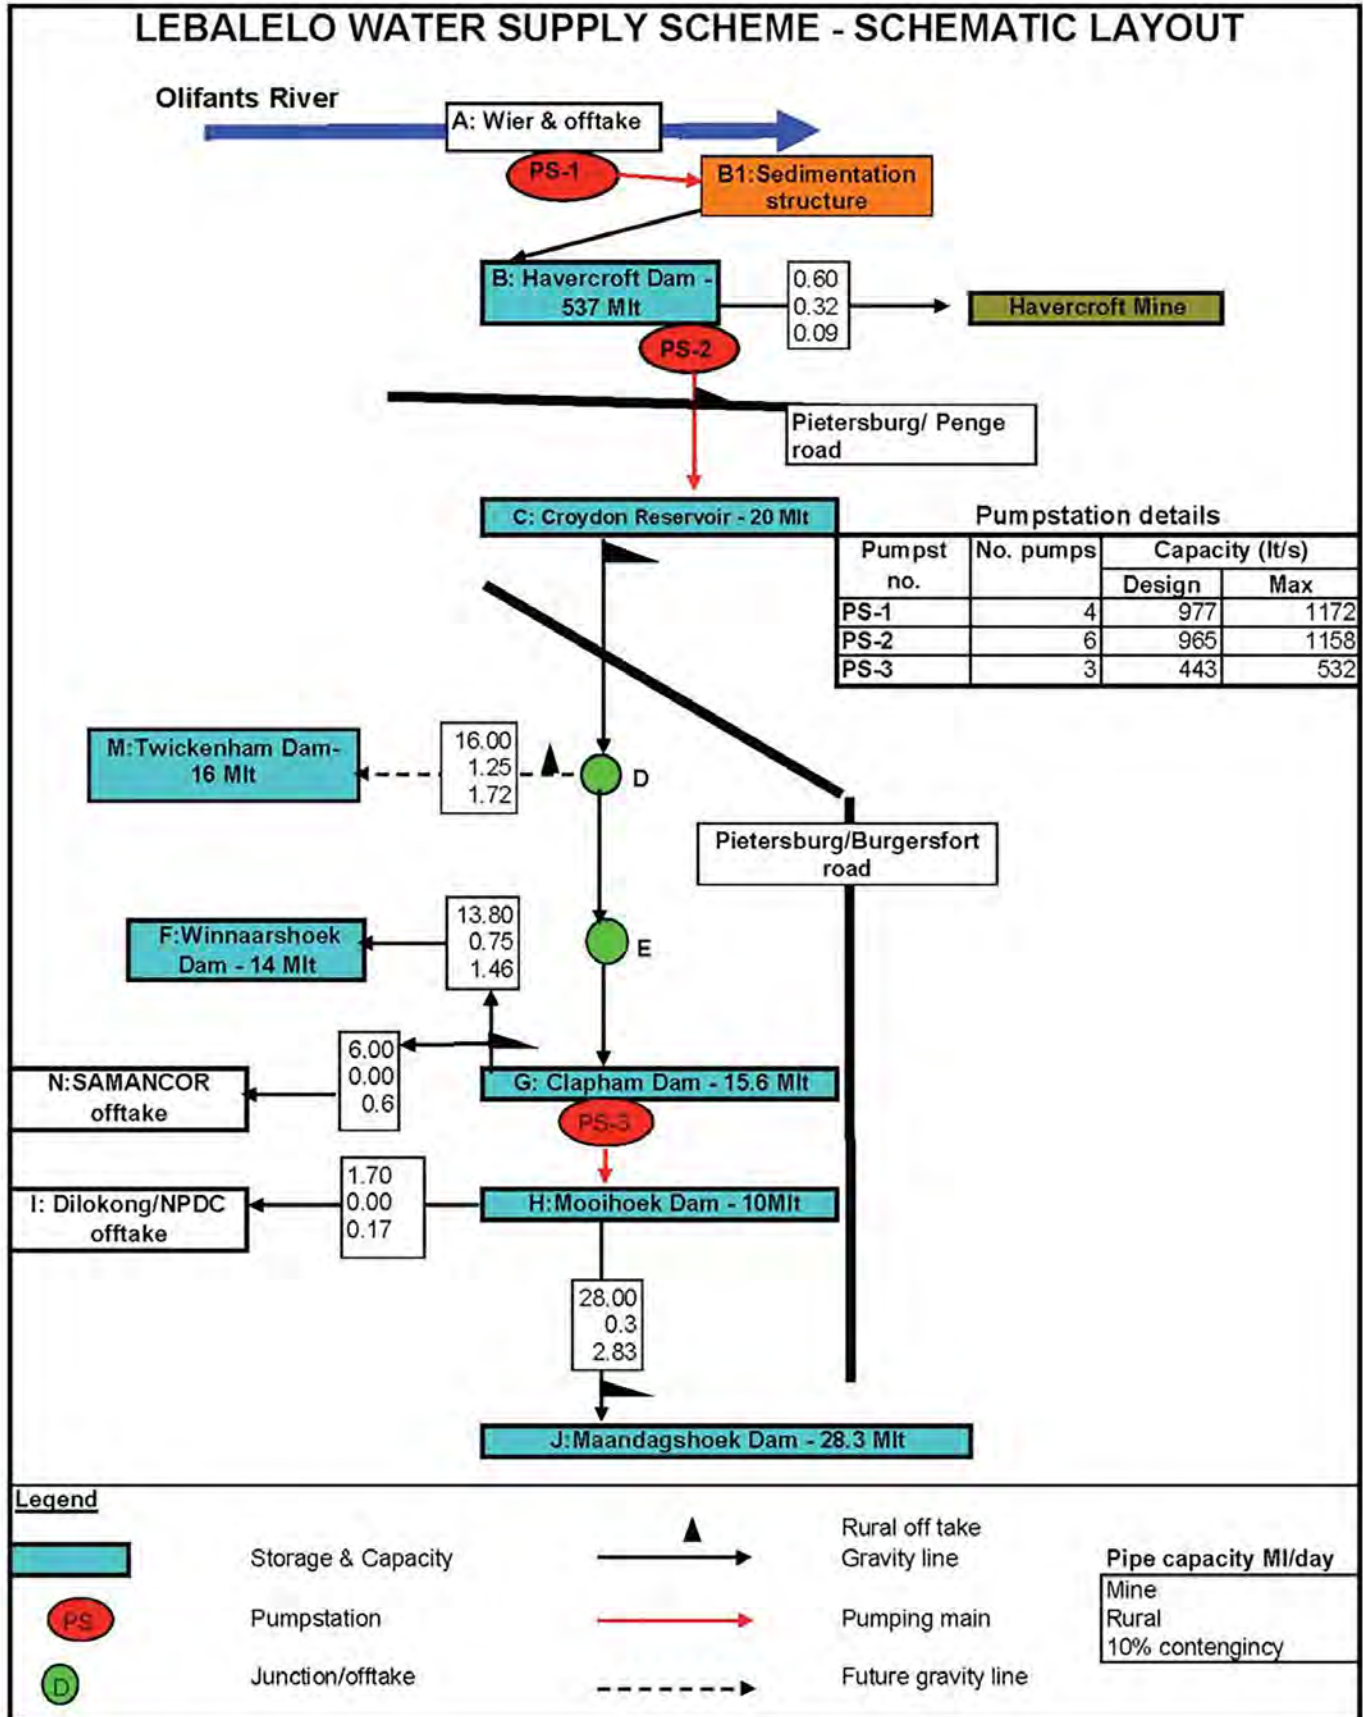 LEBALELO WATER SUPPLY SCHEME - SCHEMATIC LAYOUT
Olifants River
A: Wier & offtake
PS-1
B1:Sedimentation
structure
B: Havercroft Dam -
537 Mlt
0.60
0.32
0.09
Havercroft Mine
PS-2
Pietersburg/ Penge
road
C: Croydon Reservoir - 20 Mlt
Pumpstation details
Pumpst no. No. pumps Capacity (lt/s)
Design Max
PS-1 4 977 1172
PS-2 6 965 1158
PS-3 3 443 532
M:Twickenham Dam-
16 Mlt
16.00
1.25
1.72
D
Pietersburg/Burgersfort
road
F:Winnaarshoek
Dam - 14 Mlt
13.80
0.75
1.46
E
6.00
0.00
0.6
N:SAMANCOR
offtake
G: Clapham Dam - 15.6 Mlt
PS-3
I: Dilokong/NPDC
offtake
1.70
0.00
0.17
H:Mooihoek Dam - 10Mlt
28.00
0.3
2.83
J:Maandagshoek Dam - 28.3 Mlt
Legend
Storage & Capacity
PS
Pumpstation
D
Junction/offtake
Rural off take
Gravity line
Pumping main
Future gravity line
Pipe capacity Ml/day
Mine
Rural
10% contengincy